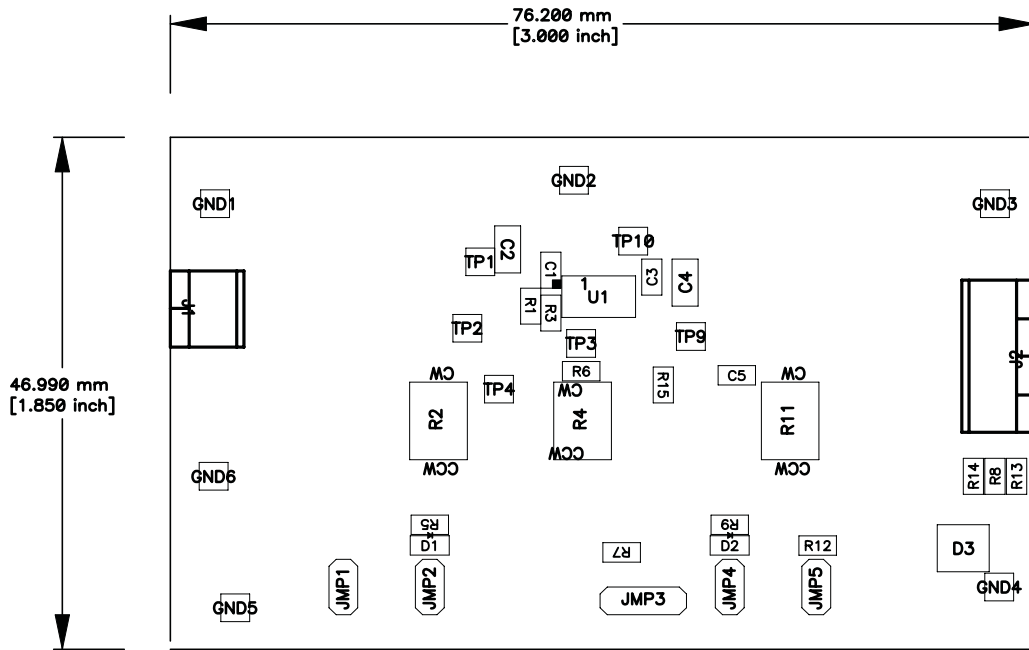 76.200 mm
[3.000 inch]
GND2
GND1
GND3
TP10
C2
TP1
C1
C3
C4
1
U1
J1
R1
R3
TP2
TP9
TP3
J2
46.990 mm
[1.850 inch]
CW
R6
CW
R15
C5
CW
TP4
R2
R4
R11
CCW
CCW
CCW
GND6
R14
R8
R13
R5
D1
R9
D2
R12
R7
D3
JMP1
JMP2
JMP3
JMP4
JMP5
GND4
GND5